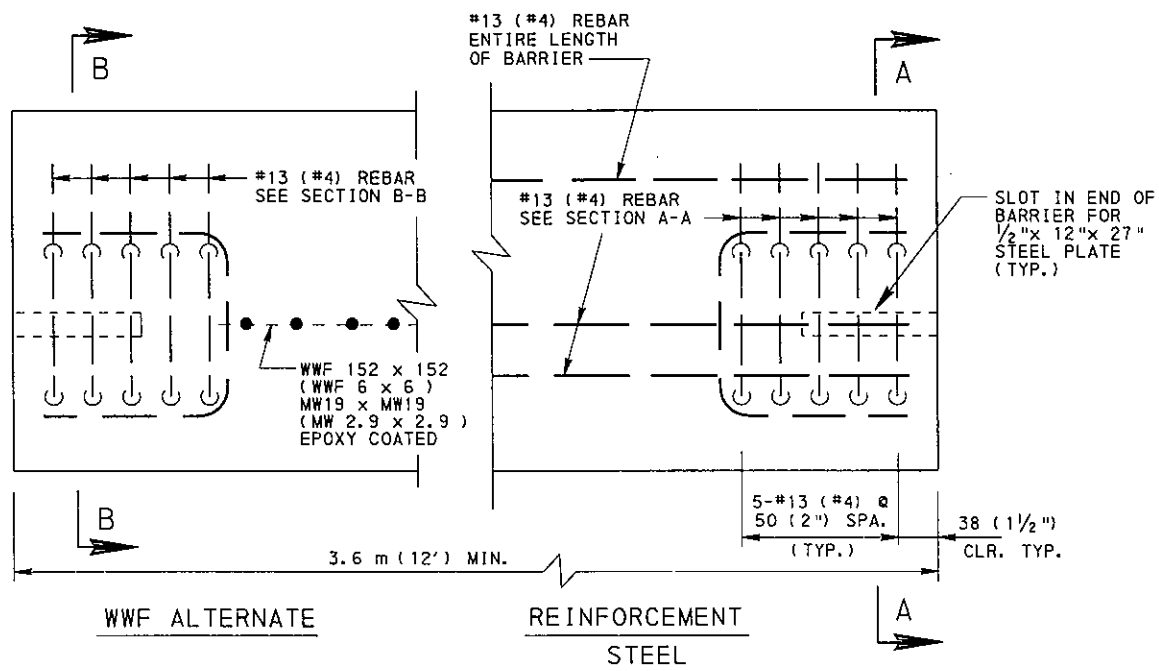 B
#13 (#4) REBAR
ENTIRE LENGTH
OF BARRIER
A
#13 (#4) REBAR
SEE SECTION B-B
#13 (#4) REBAR
SEE SECTION A-A
SLOT IN END OF
BARRIER FOR
1/2"x 12"x 27"
STEEL PLATE
(TYP.)
WWF 152 x 152
(WWF 6 x 6)
MW19 x MW19
(MW 2.9 x 2.9)
EPOXY COATED
B
5-#13 (#4) @
50 (2") SPA.
(TYP.)
38 (1 1/2")
CLR. TYP.
3.6 m (12') MIN.
A
WWF ALTERNATE
REINFORCEMENT
STEEL